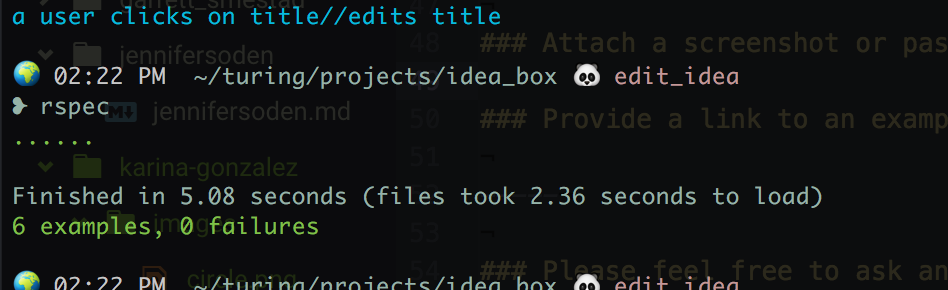 garrett_smestad
a user clicks on title//edits title
48 ### Attach a screenshot or pas
jennifersoden
🌍 02:22 PM ~/turing/projects/idea_box 🐼 edit_idea
❥ rspec
jennifersoden.md
50 ### Provide a link to an examp
......
51 ¬
karina-gonzalez
Finished in 5.08 seconds (files took 2.36 seconds to load)
6 examples, 0 failures
images
53 ¬
54 ### Please feel free to ask an
circle.png
🌍 02:22 PM ~/turing/projects/idea_box 🐼 edit_idea